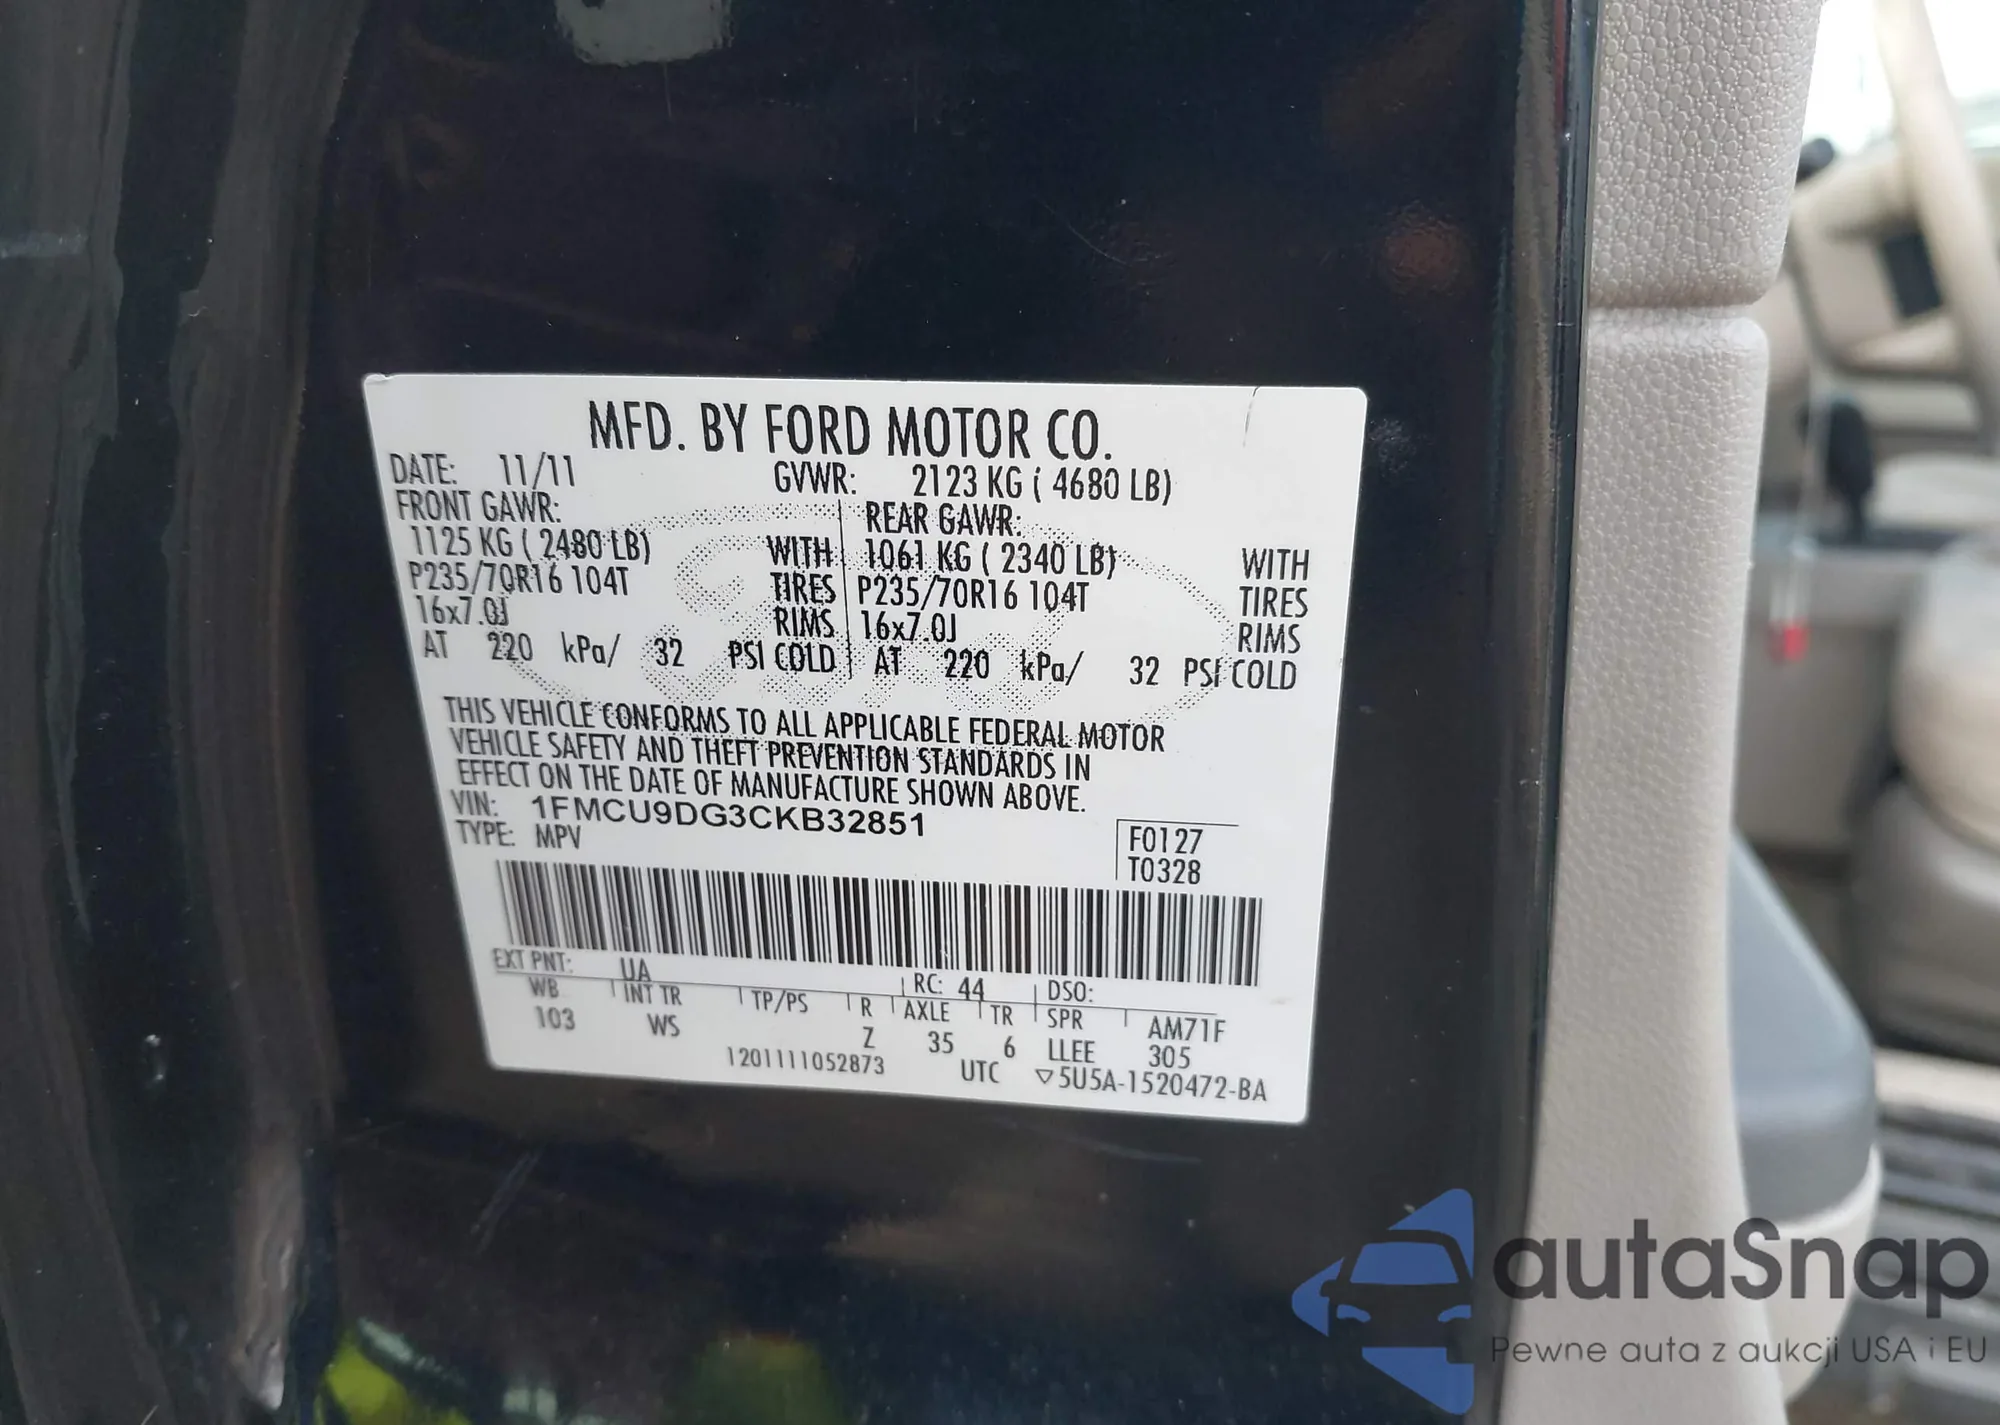 MFD. BY FORD MOTOR CO.
DATE: 11/11 GVWR: 2123 KG ( 4680 LB)
FRONT GAWR: REAR GAWR:
1125 KG ( 2480 LB) WITH 1061 KG ( 2340 LB) WITH
P235/70R16 104T TIRES P235/70R16 104T TIRES
16x7.0J RIMS 16x7.0J RIMS
AT 220 kPa/ 32 PSI COLD AT 220 kPa/ 32 PSI COLD
THIS VEHICLE CONFORMS TO ALL APPLICABLE FEDERAL MOTOR
VEHICLE SAFETY AND THEFT PREVENTION STANDARDS IN
EFFECT ON THE DATE OF MANUFACTURE SHOWN ABOVE.
VIN: 1FMCU9DG3CKB32851
TYPE: MPV
F0127
T0328
EXT PNT: UA RC: 44 DSO:
WB INT TR TP/PS R AXLE TR SPR AM71F
103 WS Z 35 6 LLEE 305
1201111052873 UTC ▽5U5A-1520472-BA
autaSnap
Pewne auta z aukcji USA i EU